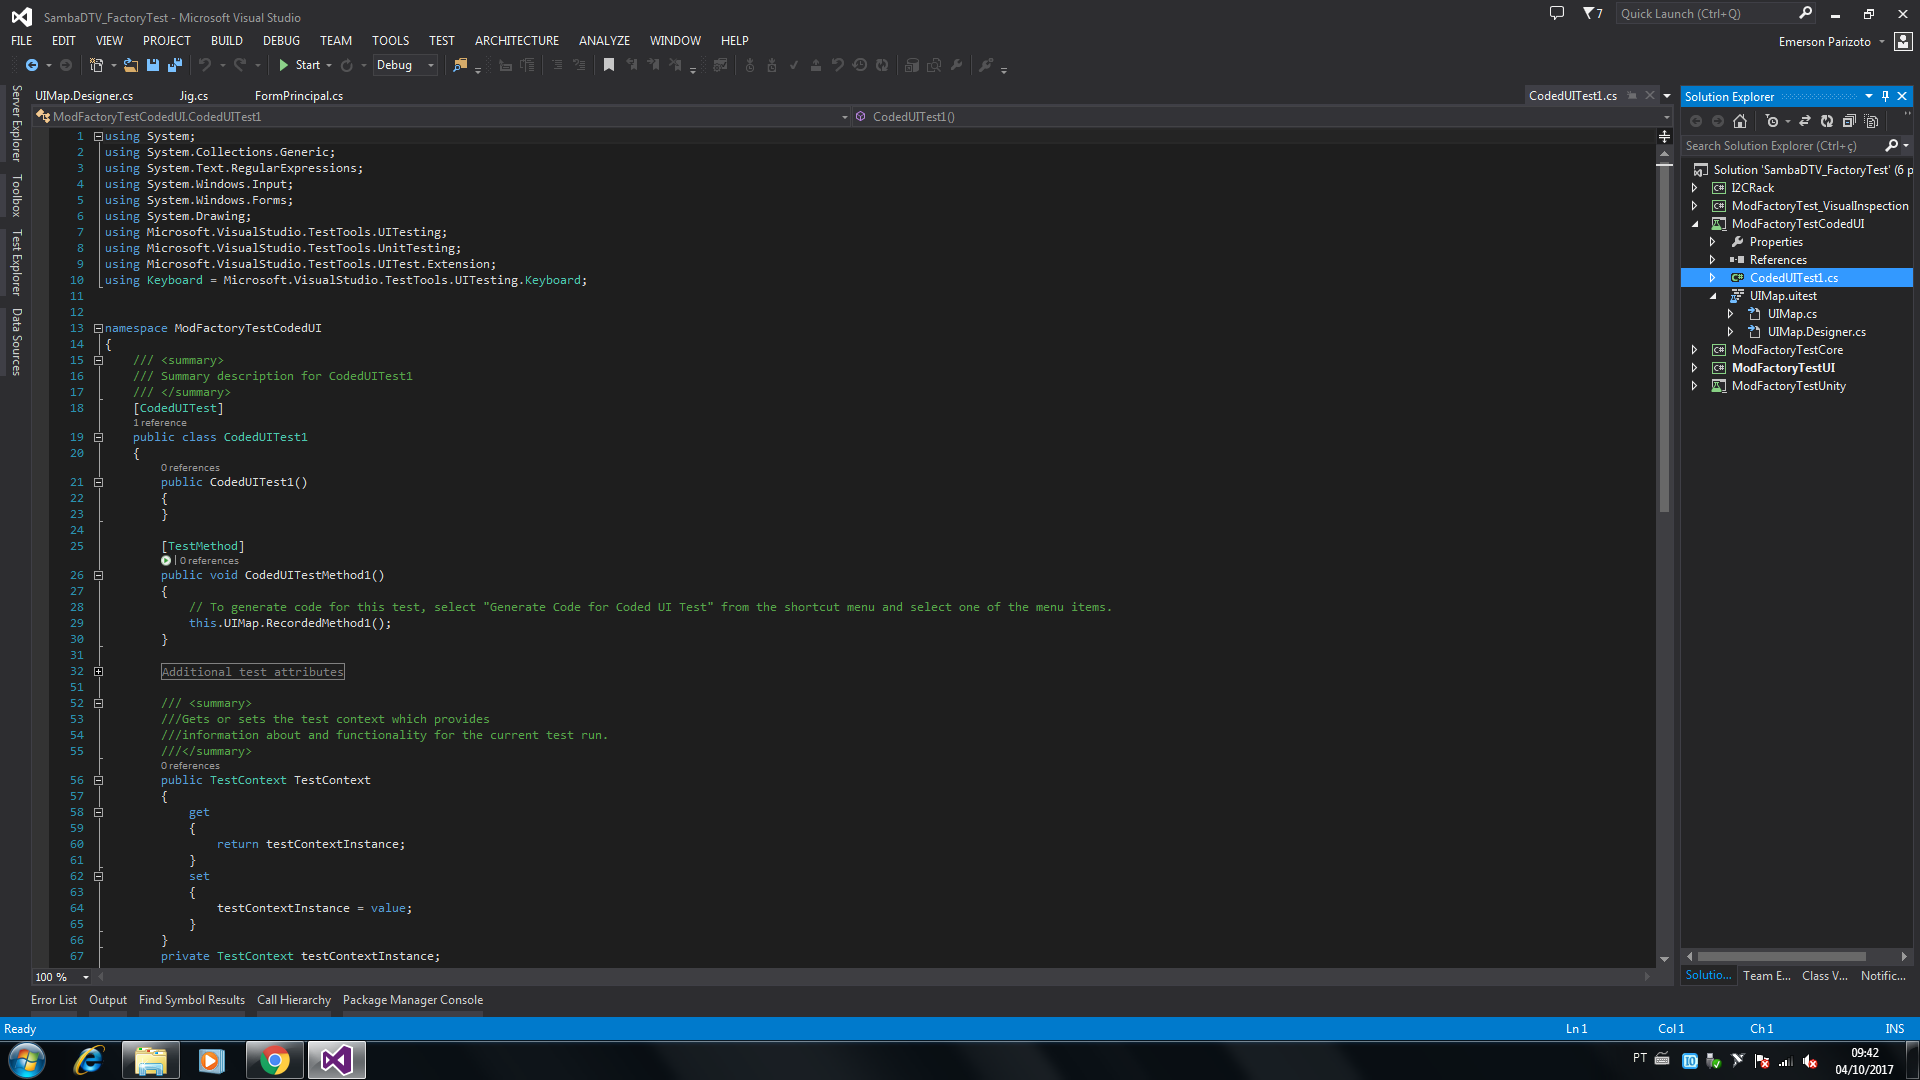 SambaDTV_FactoryTest - Microsoft Visual Studio
7
Quick Launch (Ctrl+Q)
FILE EDIT VIEW PROJECT BUILD DEBUG TEAM TOOLS TEST ARCHITECTURE ANALYZE WINDOW HELP
Emerson Parizoto
Start
Debug
Server Explorer
Toolbox
Test Explorer
Data Sources
UIMap.Designer.cs
Jig.cs
FormPrincipal.cs
CodedUITest1.cs
ModFactoryTestCodedUI.CodedUITest1
CodedUITest1()
1 using System;
2 using System.Collections.Generic;
3 using System.Text.RegularExpressions;
4 using System.Windows.Input;
5 using System.Windows.Forms;
6 using System.Drawing;
7 using Microsoft.VisualStudio.TestTools.UITesting;
8 using Microsoft.VisualStudio.TestTools.UnitTesting;
9 using Microsoft.VisualStudio.TestTools.UITest.Extension;
10 using Keyboard = Microsoft.VisualStudio.TestTools.UITesting.Keyboard;
11
12
13 namespace ModFactoryTestCodedUI
14 {
15 /// <summary>
16 /// Summary description for CodedUITest1
17 /// </summary>
18 [CodedUITest]
1 reference
19 public class CodedUITest1
20 {
0 references
21 public CodedUITest1()
22 {
23 }
24
25 [TestMethod]
| 0 references
26 public void CodedUITestMethod1()
27 {
28 // To generate code for this test, select "Generate Code for Coded UI Test" from the shortcut menu and select one of the menu items.
29 this.UIMap.RecordedMethod1();
30 }
31
32 Additional test attributes
51
52 /// <summary>
53 ///Gets or sets the test context which provides
54 ///information about and functionality for the current test run.
55 ///</summary>
0 references
56 public TestContext TestContext
57 {
58 get
59 {
60 return testContextInstance;
61 }
62 set
63 {
64 testContextInstance = value;
65 }
66 }
67 private TestContext testContextInstance;
100 %
Solution Explorer
Search Solution Explorer (Ctrl+ç)
Solution 'SambaDTV_FactoryTest' (6 p
I2CRack
ModFactoryTest_VisualInspection
ModFactoryTestCodedUI
Properties
References
CodedUITest1.cs
UIMap.uitest
UIMap.cs
UIMap.Designer.cs
ModFactoryTestCore
ModFactoryTestUI
ModFactoryTestUnity
Solutio... Team E... Class V... Notific...
Error List Output Find Symbol Results Call Hierarchy Package Manager Console
Ready
Ln 1 Col 1 Ch 1 INS
PT
09:42
04/10/2017